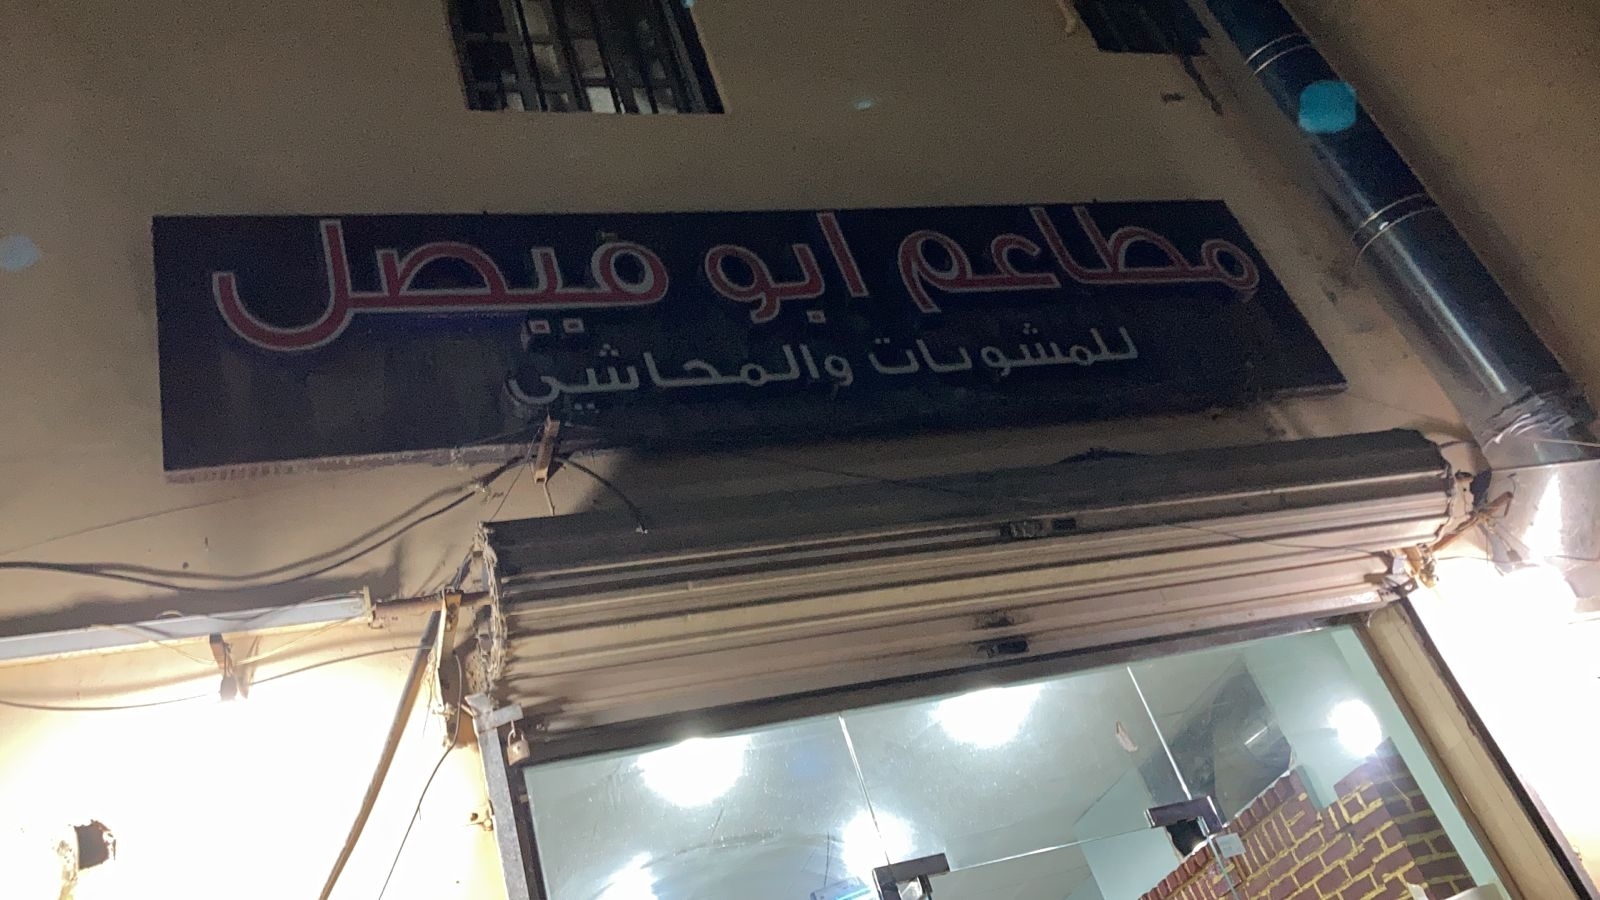 مطاعم ابو فيصل
للمشويات والمحاشي